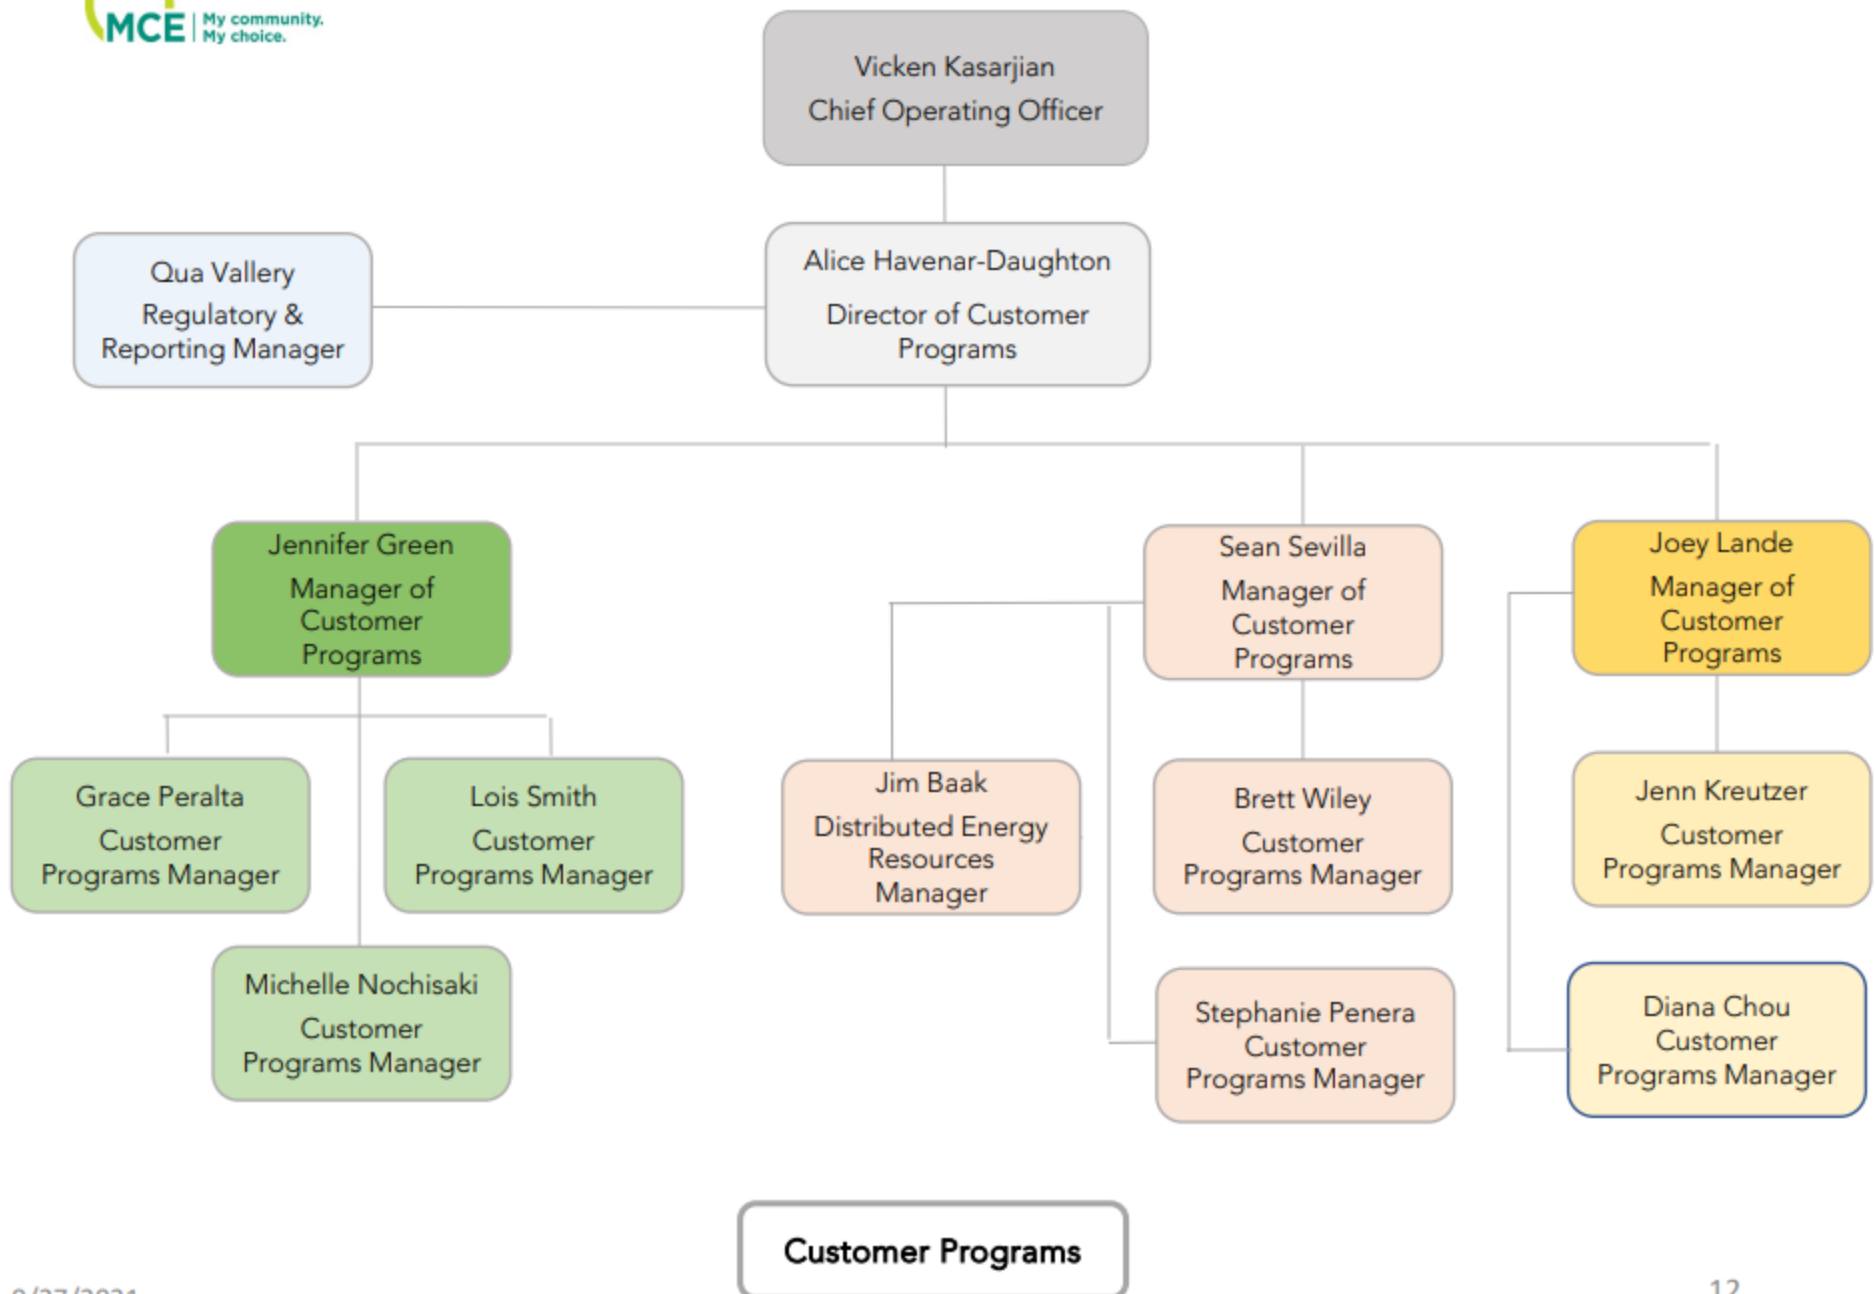 MCE
My community.
My choice.
Vicken Kasarjian
Chief Operating Officer
Qua Vallery
Regulatory &
Reporting Manager
Alice Havenar-Daughton
Director of Customer
Programs
Jennifer Green
Manager of
Customer
Programs
Sean Sevilla
Manager of
Customer
Programs
Joey Lande
Manager of
Customer
Programs
Grace Peralta
Customer
Programs Manager
Lois Smith
Customer
Programs Manager
Jim Baak
Distributed Energy
Resources
Manager
Brett Wiley
Customer
Programs Manager
Jenn Kreutzer
Customer
Programs Manager
Michelle Nochisaki
Customer
Programs Manager
Stephanie Penera
Customer
Programs Manager
Diana Chou
Customer
Programs Manager
Customer Programs
12